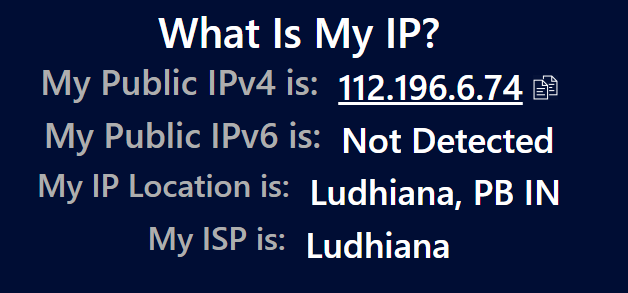 What Is My IP?
My Public IPv4 is: 112.196.6.74
My Public IPv6 is: Not Detected
My IP Location is: Ludhiana, PB IN
My ISP is: Ludhiana